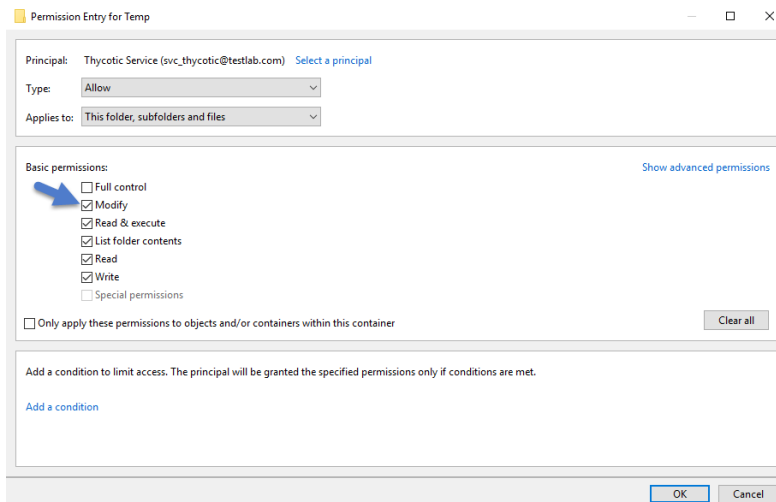 Permission Entry for Temp
Principal: Thycotic Service (svc_thycotic@testlab.com) Select a principal
Type: Allow
Applies to: This folder, subfolders and files
Basic permissions: Show advanced permissions
Full control
Modify
Read & execute
List folder contents
Read
Write
Special permissions
Only apply these permissions to objects and/or containers within this container Clear all
Add a condition to limit access. The principal will be granted the specified permissions only if conditions are met.
Add a condition
OK Cancel